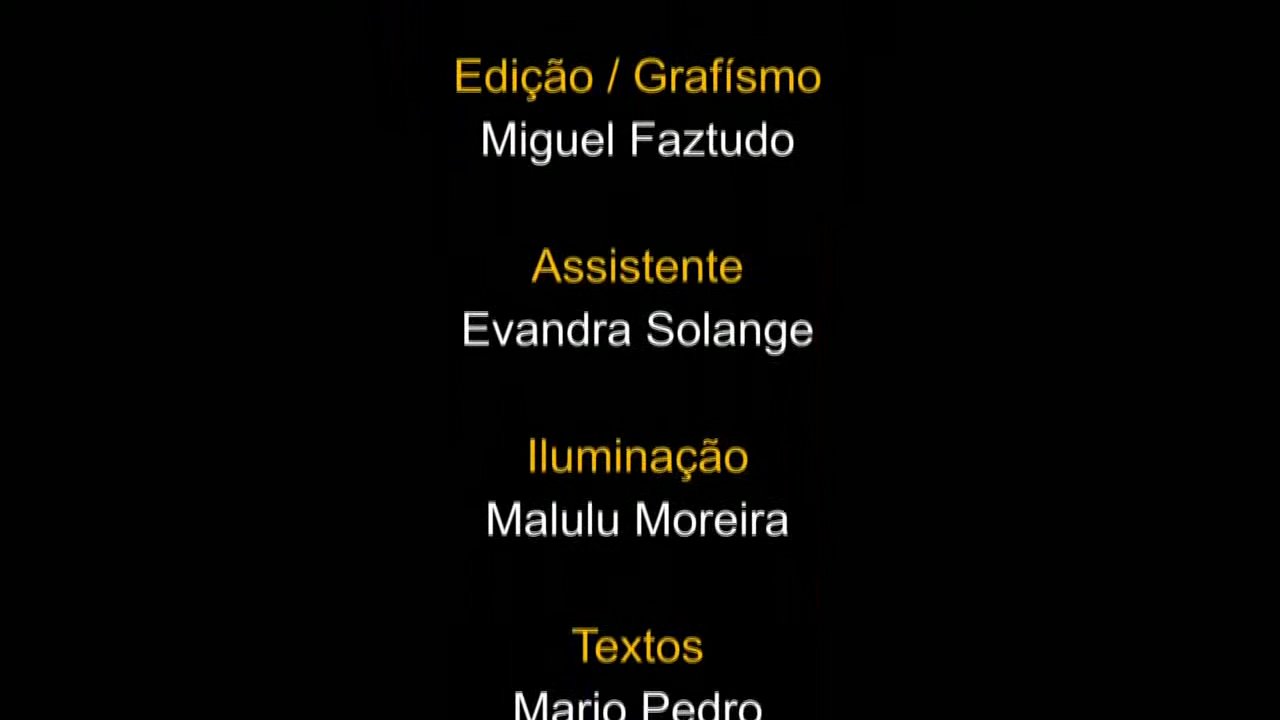 Edição / Grafísmo
Miguel Faztudo
Assistente
Evandra Solange
Iluminação
Malulu Moreira
Textos
Mario Pedro